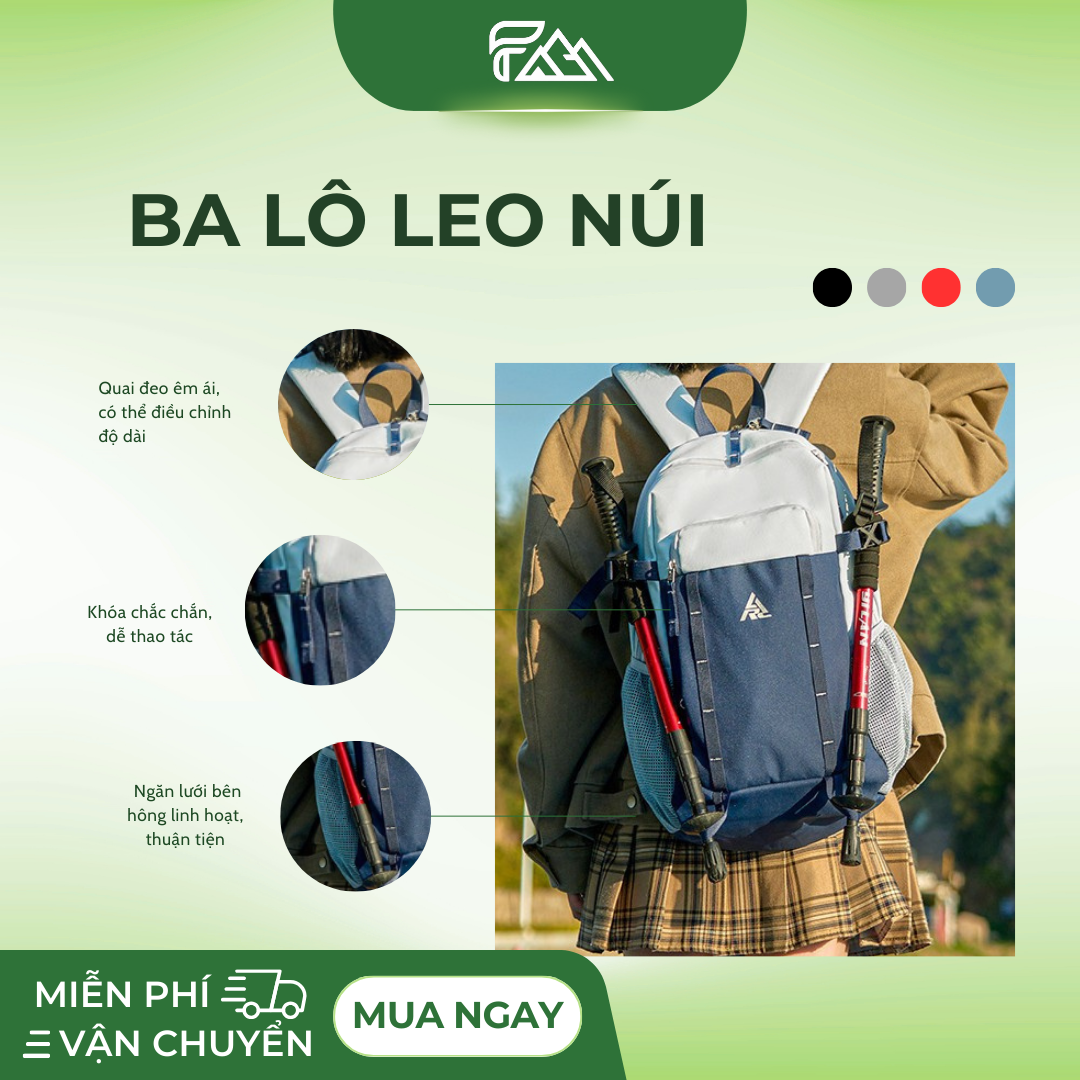 BA LÔ LEO NÚI
Quai đeo êm ái,
có thể điều chỉnh
độ dài
Khóa chắc chắn,
dễ thao tác
Ngăn lưới bên
hông linh hoạt,
thuận tiện
MIỄN PHÍ
VẬN CHUYỂN
MUA NGAY